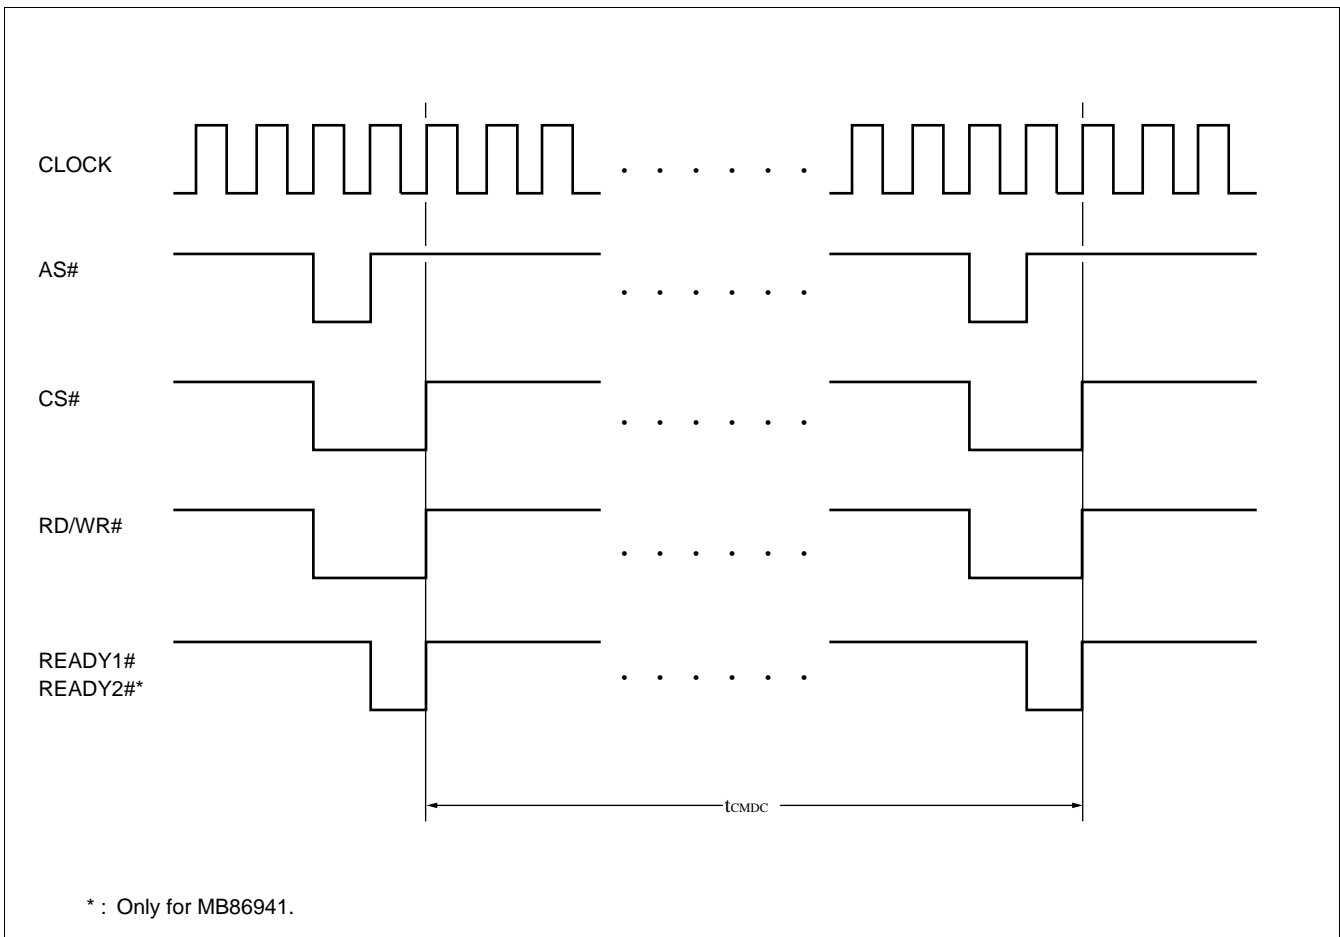 CLOCK
AS#
CS#
RD/WR#
READY1#
READY2#*
tCMDC
* : Only for MB86941.